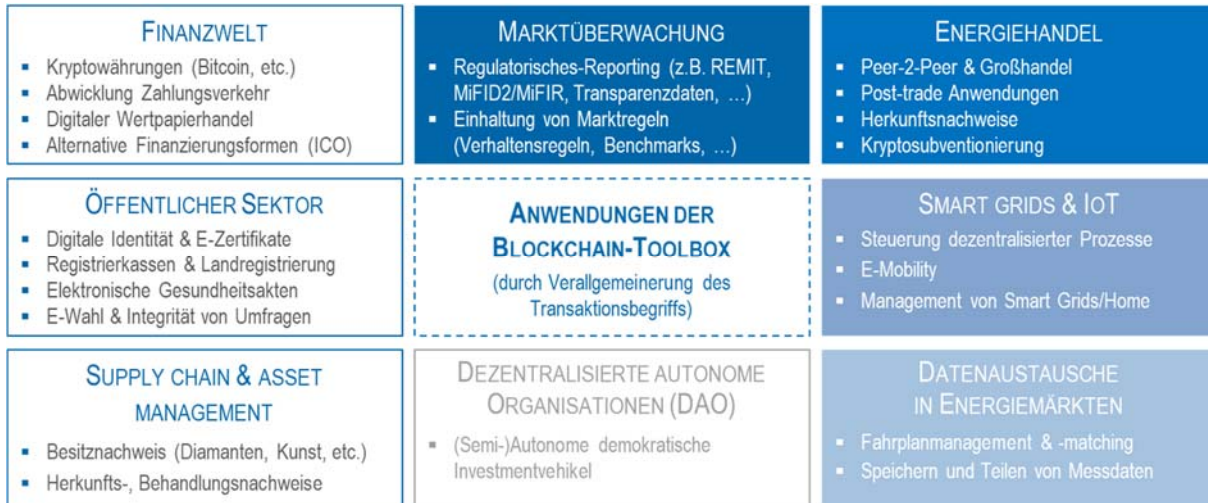 FINANZWELT
▪ Kryptowährungen (Bitcoin, etc.)
▪ Abwicklung Zahlungsverkehr
▪ Digitaler Wertpapierhandel
▪ Alternative Finanzierungsformen (ICO)
MARKTÜBERWACHUNG
▪ Regulatorisches-Reporting (z.B. REMIT,
MiFID2/MiFIR, Transparenzdaten, …)
▪ Einhaltung von Marktregeln
(Verhaltensregeln, Benchmarks, …)
ENERGIEHANDEL
▪ Peer-2-Peer & Großhandel
▪ Post-trade Anwendungen
▪ Herkunftsnachweise
▪ Kryptosubventionierung
ÖFFENTLICHER SEKTOR
▪ Digitale Identität & E-Zertifikate
▪ Registrierkassen & Landregistrierung
▪ Elektronische Gesundheitsakten
▪ E-Wahl & Integrität von Umfragen
ANWENDUNGEN DER
BLOCKCHAIN-TOOLBOX
(durch Verallgemeinerung des
Transaktionsbegriffs)
SMART GRIDS & IOT
▪ Steuerung dezentralisierter Prozesse
▪ E-Mobility
▪ Management von Smart Grids/Home
SUPPLY CHAIN & ASSET
MANAGEMENT
▪ Besitznachweis (Diamanten, Kunst, etc.)
▪ Herkunfts-, Behandlungsnachweise
DEZENTRALISIERTE AUTONOME
ORGANISATIONEN (DAO)
▪ (Semi-)Autonome demokratische
Investmentvehikel
DATENAUSTAUSCHE
IN ENERGIEMÄRKTEN
▪ Fahrplanmanagement & -matching
▪ Speichern und Teilen von Messdaten